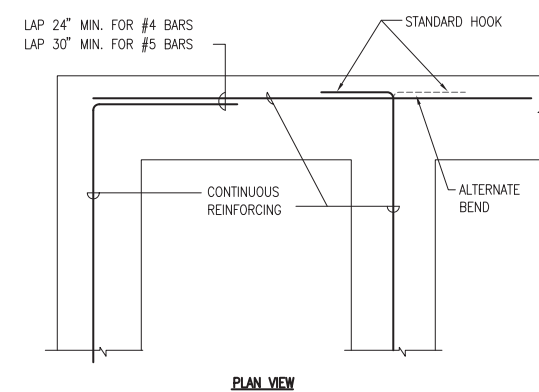 LAP 24" MIN. FOR #4 BARS
LAP 30" MIN. FOR #5 BARS
STANDARD HOOK
CONTINUOUS
REINFORCING
ALTERNATE
BEND
PLAN VIEW